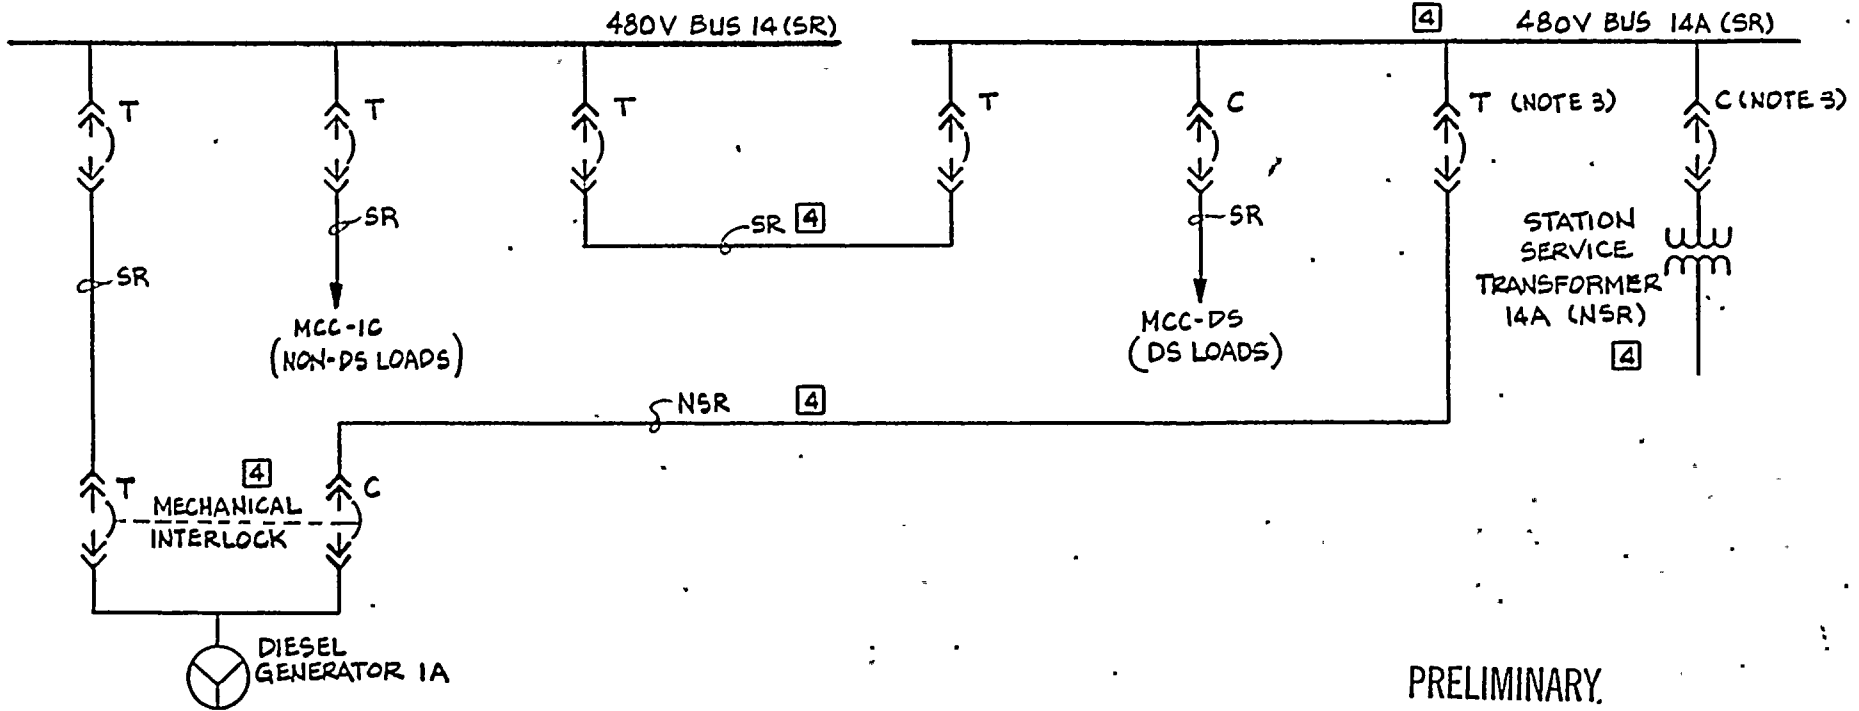 480V BUS 14 (SR)
4
480V BUS 14A (SR)
T
T
T
T
C
T (NOTE 3)
C (NOTE 3)
SR
SR
SR
4
SR
STATION
SERVICE
TRANSFORMER
14A (NSR)
4
MCC-1C
(NON-DS LOADS)
MCC-DS
(DS LOADS)
NSR
4
4
T
C
MECHANICAL
INTERLOCK
DIESEL
GENERATOR 1A
PRELIMINARY.